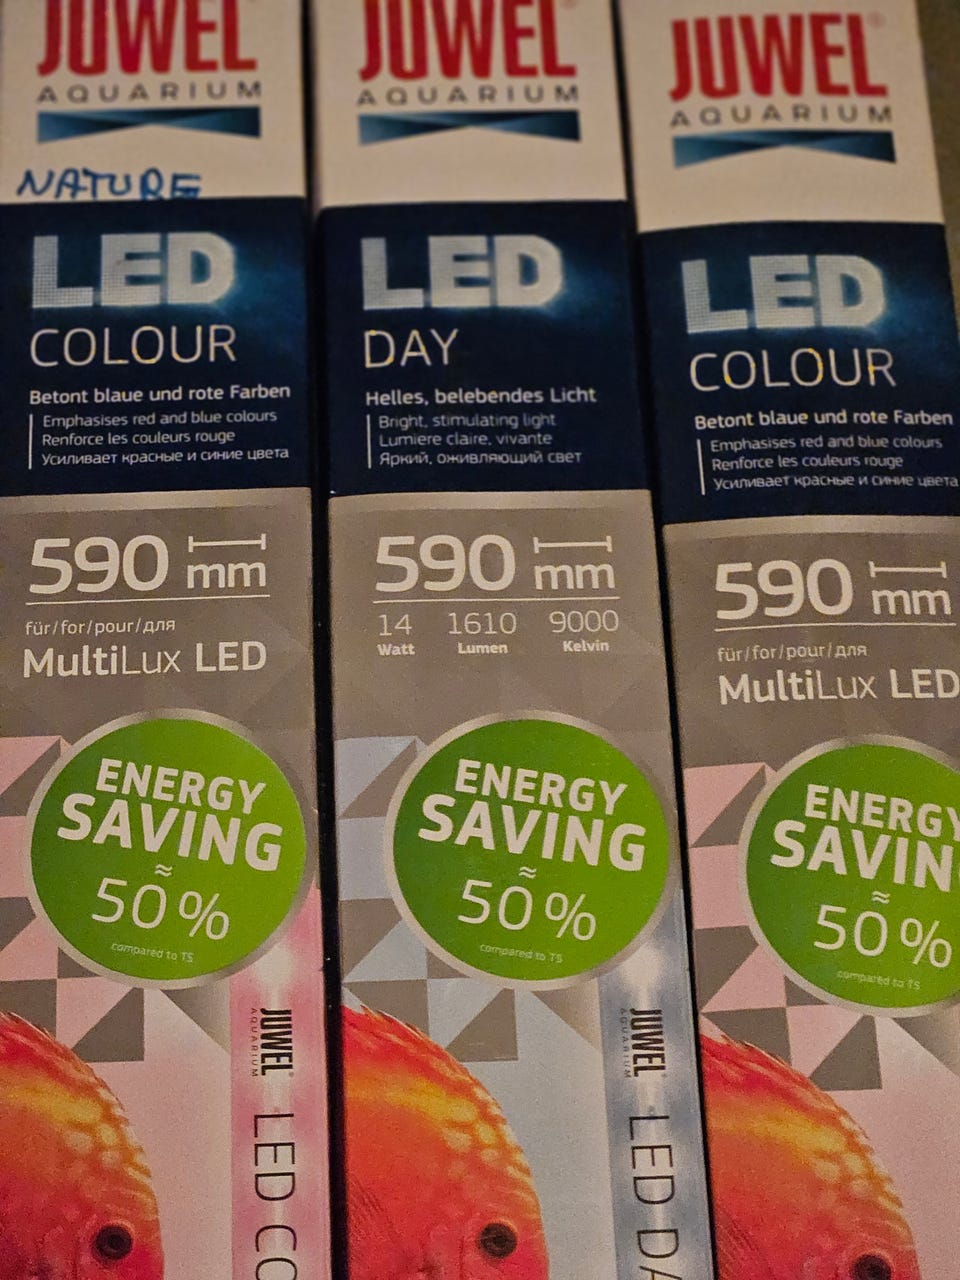 JUWEL
AQUARIUM
NATURE
LED
COLOUR
Betont blaue und rote Farben
Emphasises red and blue colours
Renforce les couleurs rouge
Усиливает красные и синие цвета
590 mm
für/for/pour/для
MultiLux LED
ENERGY
SAVING
≈
50%
compared to T5
JUWEL
AQUARIUM
LED CO
JUWEL
AQUARIUM
LED
DAY
Helles, belebendes Licht
Bright, stimulating light
Lumiere claire, vivante
Яркий, оживляющий свет
590 mm
14 1610 9000
Watt Lumen Kelvin
ENERGY
SAVING
≈
50%
compared to T5
JUWEL
AQUARIUM
LED DA
JUWEL
AQUARIUM
LED
COLOUR
Betont blaue und rote Farben
Emphasises red and blue colours
Renforce les couleurs rouge
Усиливает красные и синие цвета
590 mm
für/for/pour/для
MultiLux LED
ENERGY
SAVIN
≈
50%
compared to T5